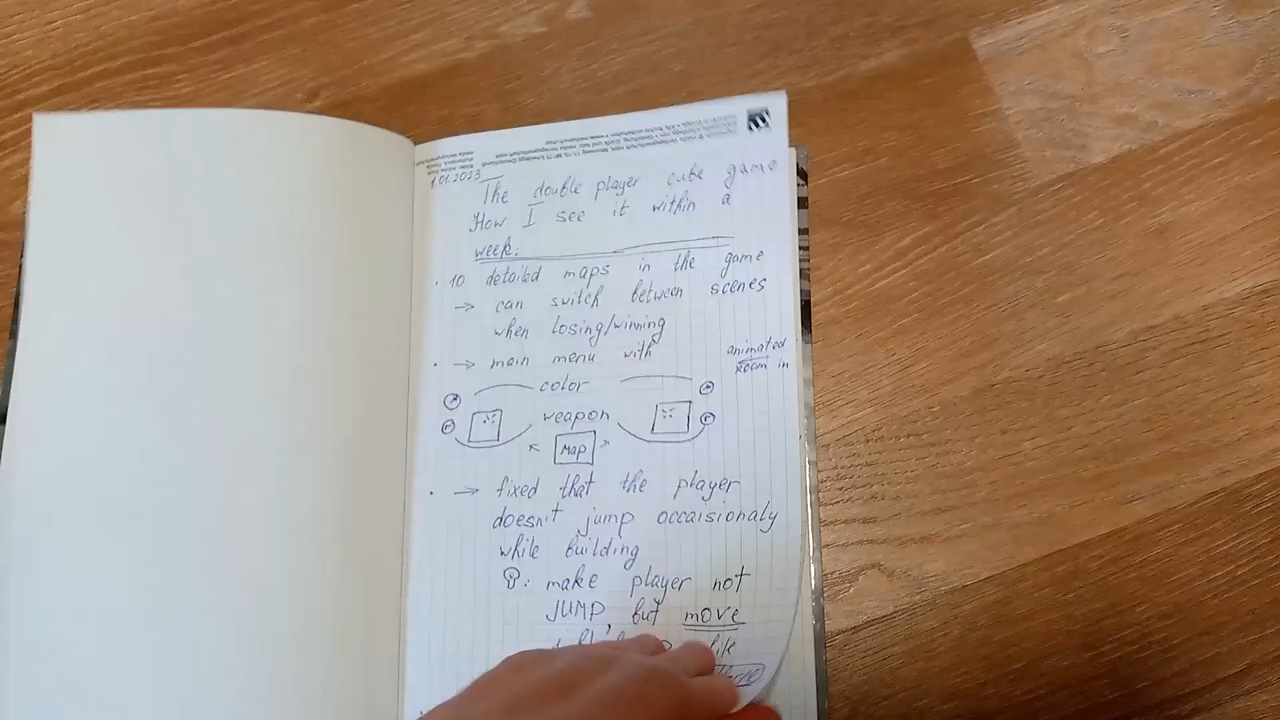 1.01.2023
The double player cube game
How I see it within a
week:
· 10 detailed maps in the game
→ can switch between scenes
when losing/winning
· → main menu with
animated
zoom in
color
weapon
MAP
· → fixed that the player
doesn't jump occaisionaly
while building
: make player not
JUMP, but move